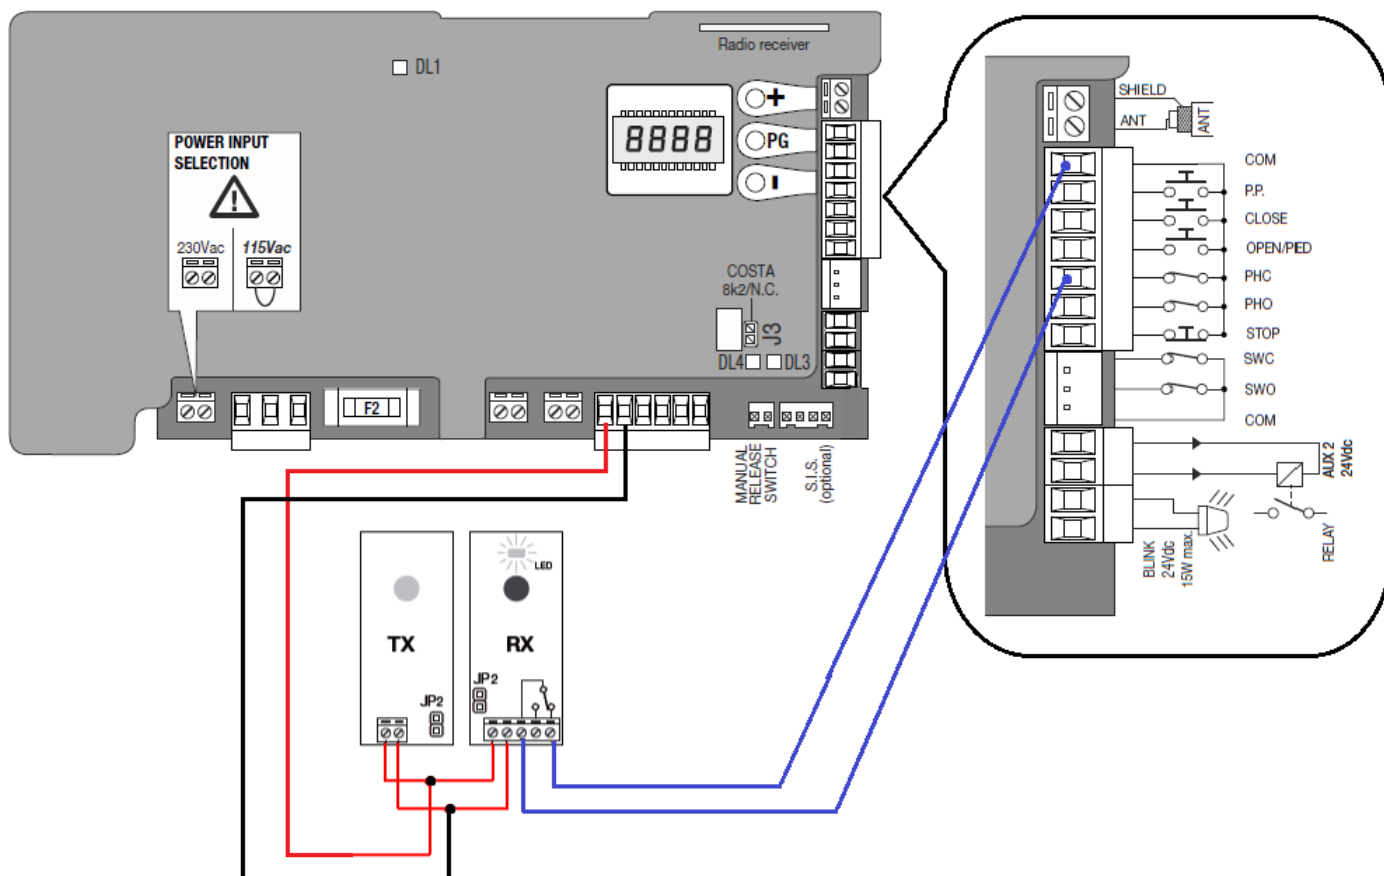 Radio receiver
DL1
POWER INPUT
SELECTION
230Vac
115Vac
+
PG
-
8888
COSTA
8k2/N.C.
J3
DL4
DL3
F2
MANUAL
RELEASE
SWITCH
S.I.S.
(optional)
TX
JP2
LED
RX
JP2
SHIELD
ANT
ANT
COM
P.P.
CLOSE
OPEN/PED
PHC
PHO
STOP
SWC
SWO
COM
AUX 2
24Vdc
RELAY
BLINK
24Vdc
15W max.